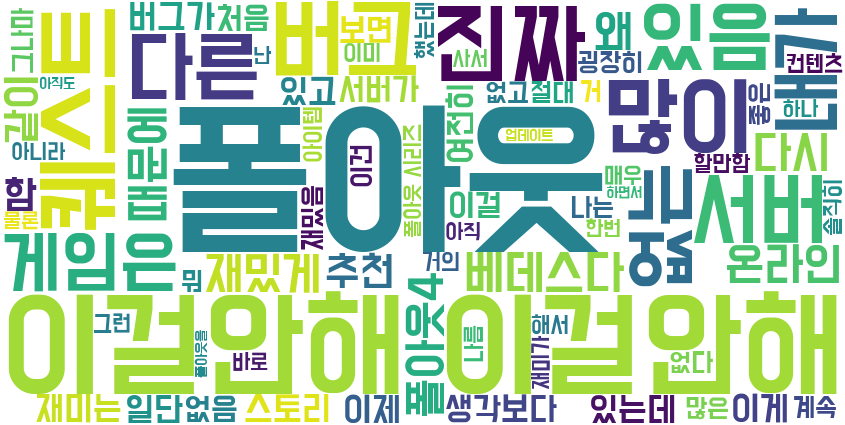 버그가 처음 그나마 보면 이미 난 했는데
퀘스트 다른 버그 진짜 왜 있음 내가
사서 굉장히 컨텐츠
아직도 같이 있고 서버가 없고 절대 거 좋은 하나
아니라 때문에 폴아웃 아이템 이건 폴아웃 시리즈 여전히 업데이트 많이 할만함 다시
함 물론 재밌음 이걸 아직 나는 매우 하면서 한번 없는 서버 솔직히
게임은 뭐 재밌게 추천 거의 베데스다 온라인
이걸안해 이걸안해
그런 폴아웃을 바로 폴아웃4 나름 해서 재미가 없다
재미는 일단 없음 스토리 이제 생각보다 있는데 많은 이게 계속